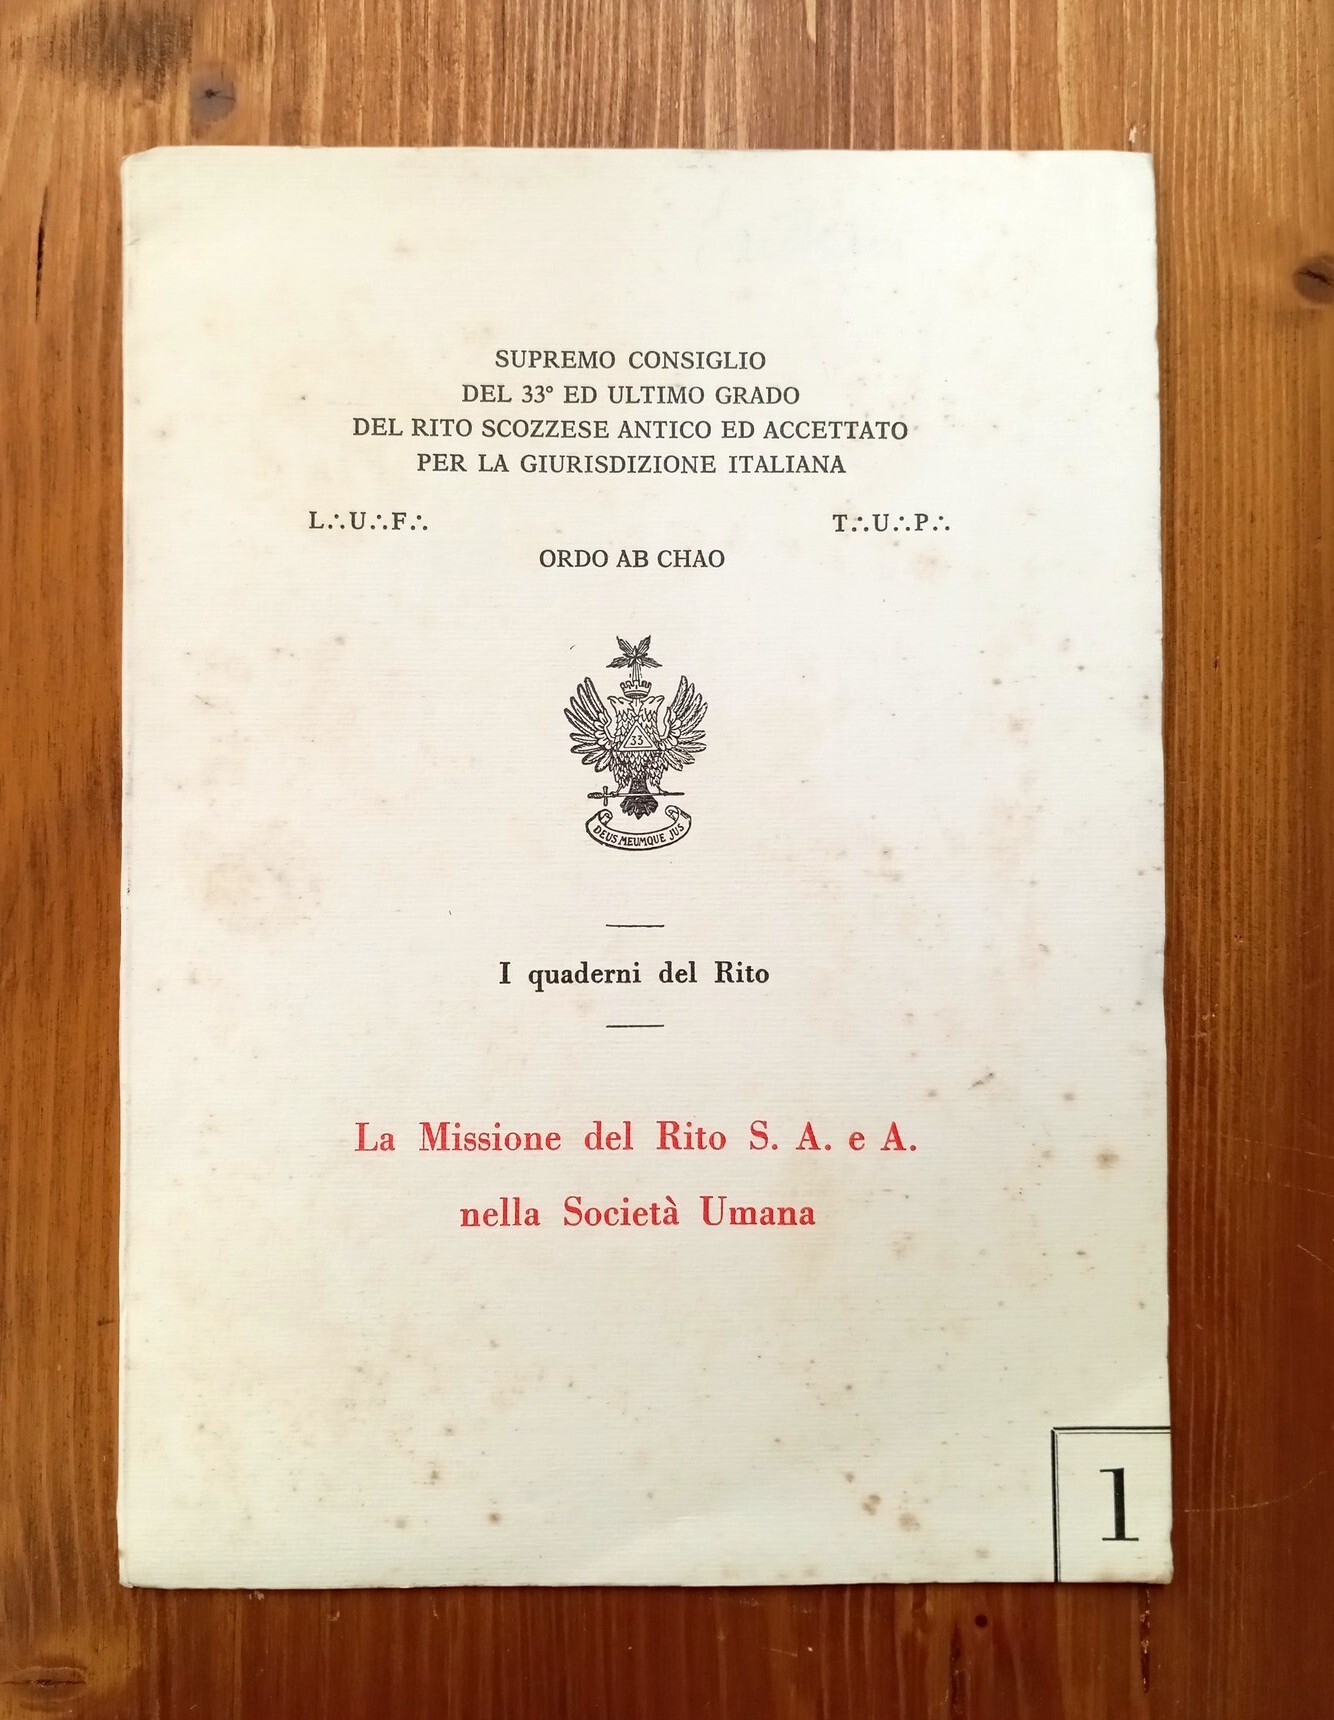 SUPREMO CONSIGLIO
DEL 33° ED ULTIMO GRADO
DEL RITO SCOZZESE ANTICO ED ACCETTATO
PER LA GIURISDIZIONE ITALIANA
L∴U∴F∴ T∴U∴P∴
ORDO AB CHAO
33
DEUS MEUMQUE JUS
I quaderni del Rito
La Missione del Rito S. A. e A.
nella Società Umana
1